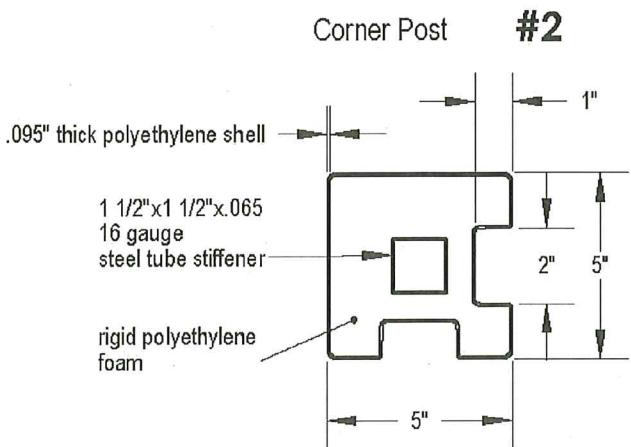 Corner Post #2
1"
.095" thick polyethylene shell
1 1/2"x1 1/2"x.065
16 gauge
steel tube stiffener
2"
5"
rigid polyethylene
foam
5"